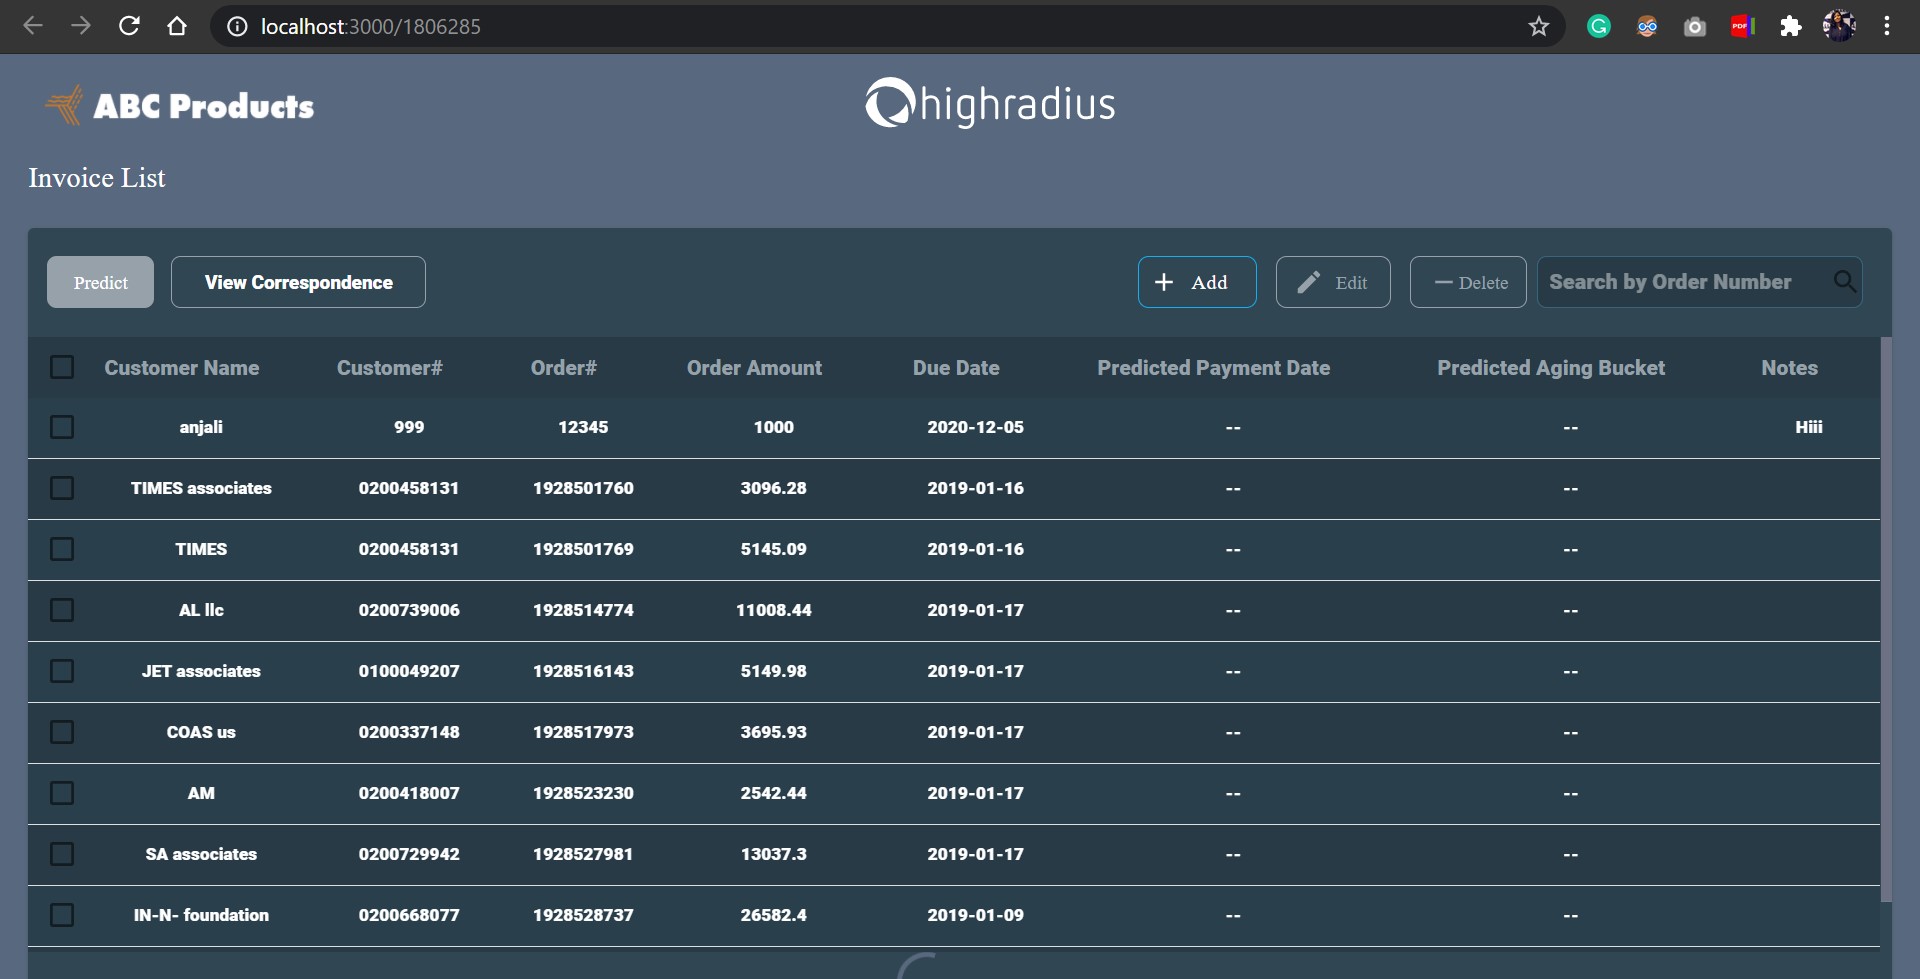 localhost:3000/1806285
ABC Products
highradius
Invoice List
Predict View Correspondence + Add Edit — Delete Search by Order Number
Customer Name Customer# Order# Order Amount Due Date Predicted Payment Date Predicted Aging Bucket Notes
anjali 999 12345 1000 2020-12-05 -- -- Hiii
TIMES associates 0200458131 1928501760 3096.28 2019-01-16 -- --
TIMES 0200458131 1928501769 5145.09 2019-01-16 -- --
AL llc 0200739006 1928514774 11008.44 2019-01-17 -- --
JET associates 0100049207 1928516143 5149.98 2019-01-17 -- --
COAS us 0200337148 1928517973 3695.93 2019-01-17 -- --
AM 0200418007 1928523230 2542.44 2019-01-17 -- --
SA associates 0200729942 1928527981 13037.3 2019-01-17 -- --
IN-N- foundation 0200668077 1928528737 26582.4 2019-01-09 -- --